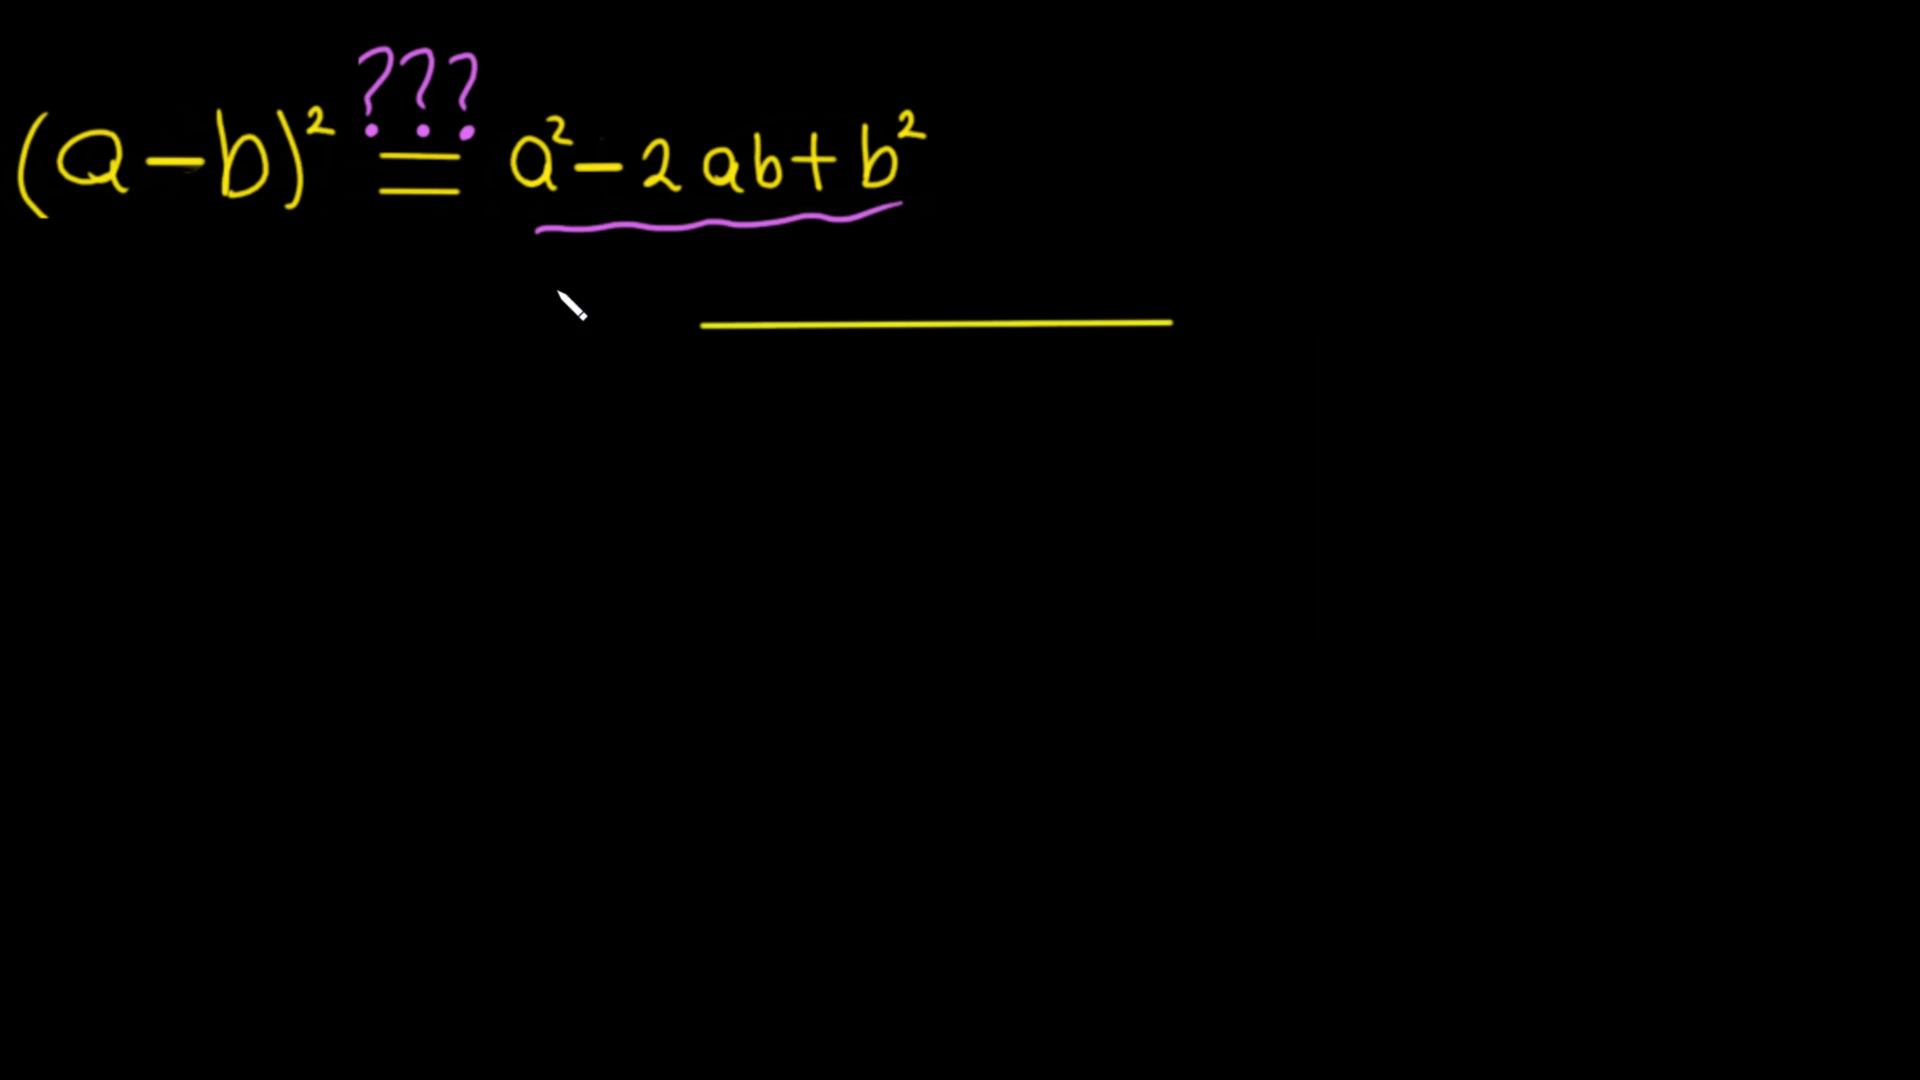 ???
(a-b)² = a²-2ab+b²